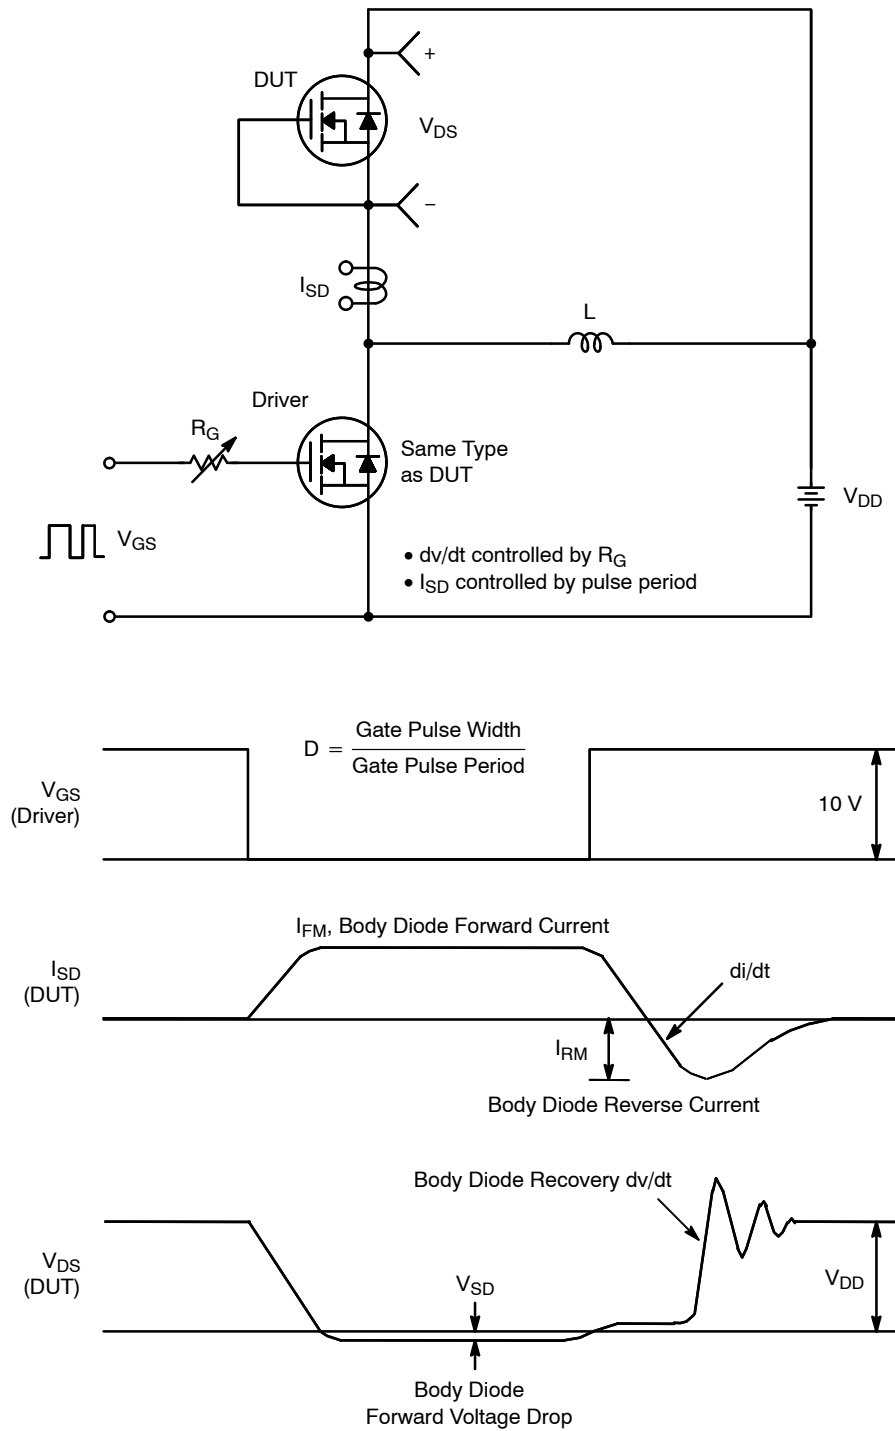 +
DUT
V_DS
−
I_SD
L
Driver
R_G
Same Type
as DUT
V_DD
V_GS
• dv/dt controlled by R_G
• I_SD controlled by pulse period
D = Gate Pulse Width / Gate Pulse Period
V_GS
(Driver)
10 V
I_FM, Body Diode Forward Current
I_SD
(DUT)
di/dt
I_RM
Body Diode Reverse Current
Body Diode Recovery dv/dt
V_DS
(DUT)
V_SD
V_DD
Body Diode
Forward Voltage Drop